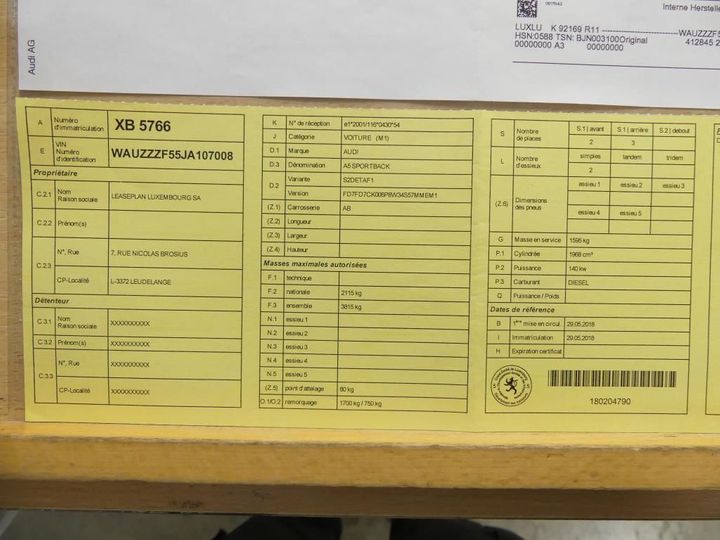 Audi AG
Interne Herstelle
LUXLU K 92169 R11 WAUZZZF5
HSN:0588 TSN: BJN003100Original 412845 2
00000000 A3 00000000
A Numéro d'immatriculation XB 5766
E VIN Numéro d'identification WAUZZZF55JA107008
Propriétaire
C.2.1 Nom Raison sociale LEASEPLAN LUXEMBOURG SA
C.2.2 Prénom(s)
C.2.3 N°, Rue 7, RUE NICOLAS BROSIUS
CP-Localité L-3372 LEUDELANGE
Détenteur
C.3.1 Nom Raison sociale XXXXXXXXXX
C.3.2 Prénom(s) XXXXXXXXXX
C.3.3 N°, Rue XXXXXXXXXX
CP-Localité XXXXXXXXXX
K N° de réception e1*2001/116*0430*54
J Catégorie VOITURE (M1)
D.1 Marque AUDI
D.3 Dénomination A5 SPORTBACK
D.2 Variante S2DETAF1
Version FD7FD7CK006P8W34S57MMEM1
(Z.1) Carrosserie AB
(Z.2) Longueur
(Z.3) Largeur
(Z.4) Hauteur
Masses maximales autorisées
F.1 technique
F.2 nationale 2115 kg
F.3 ensemble 3815 kg
N.1 essieu 1
N.2 essieu 2
N.3 essieu 3
N.4 essieu 4
N.5 essieu 5
(Z.5) point d'attelage 80 kg
O.1/O.2 remorquage 1700 kg / 750 kg
S Nombre de places S.1 | avant S.1 | arrière S.2 | debout
2 3
L Nombre d'essieux simples tandem tridem
2
(Z.6) Dimensions des pneus essieu 1 essieu 2 essieu 3
essieu 4 essieu 5
G Masse en service 1595 kg
P.1 Cylindrée 1968 cm³
P.2 Puissance 140 kw
P.3 Carburant DIESEL
Q Puissance / Poids
Dates de référence
B 1ère mise en circul. 29.05.2018
I Immatriculation 29.05.2018
H Expiration certificat
180204790